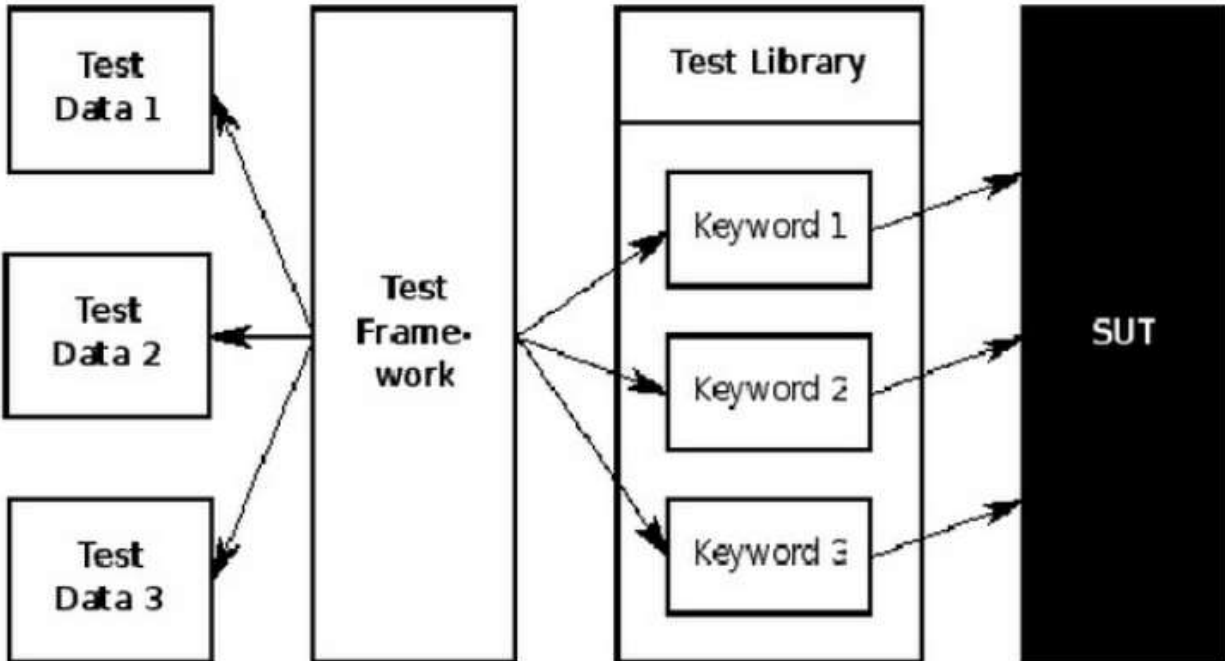 Test
Data 1
Test
Data 2
Test
Data 3
Test
Frame-
work
Test Library
Keyword 1
Keyword 2
Keyword 3
SUT